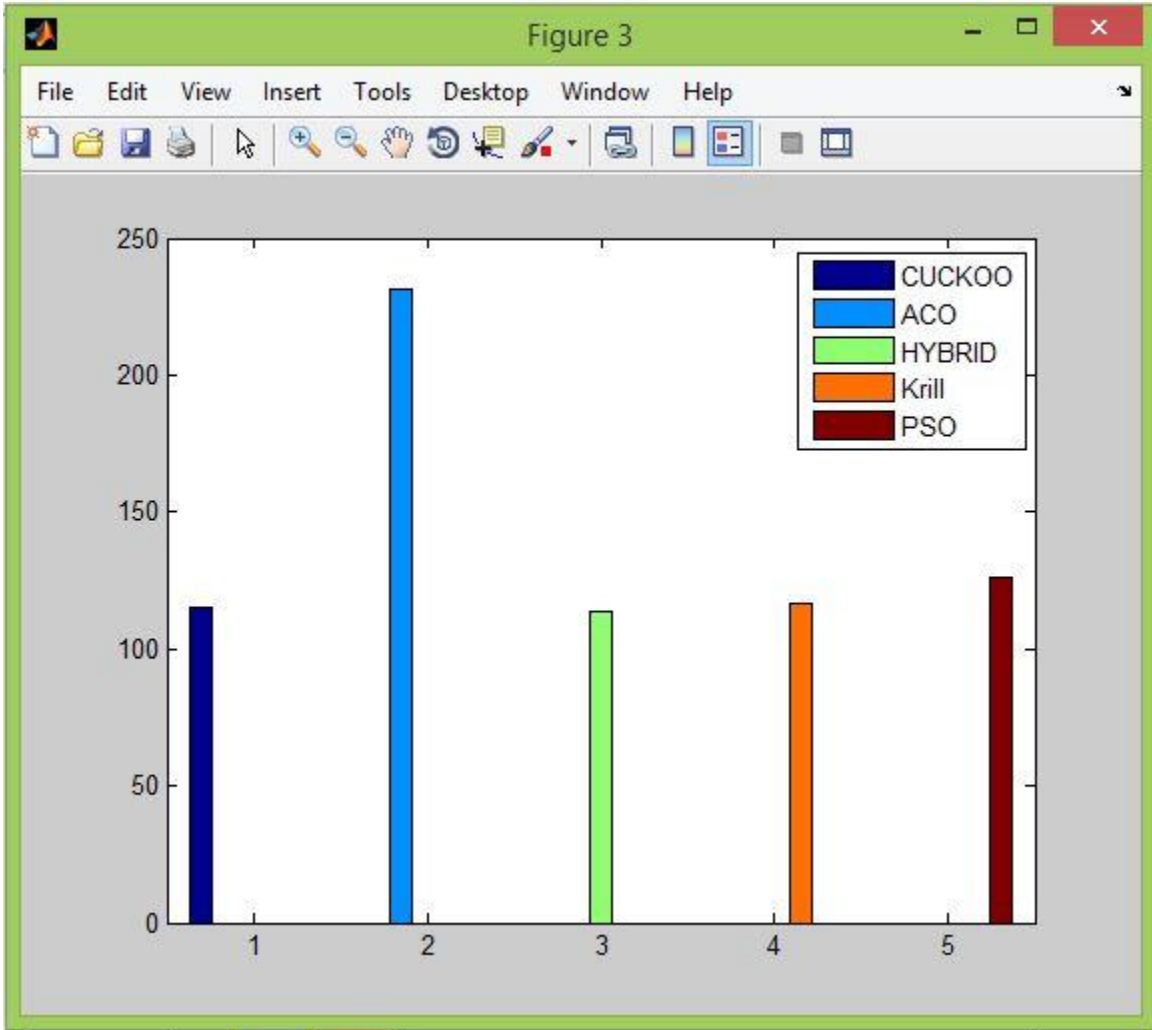 Figure 3
File Edit View Insert Tools Desktop Window Help
250
200
150
100
50
0
1 2 3 4 5
CUCKOO
ACO
HYBRID
Krill
PSO